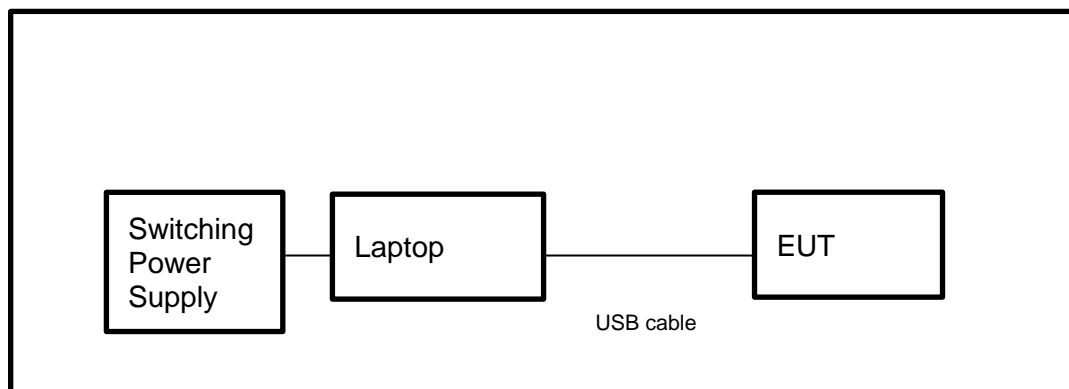 Switching
Power
Supply
Laptop
EUT
USB cable